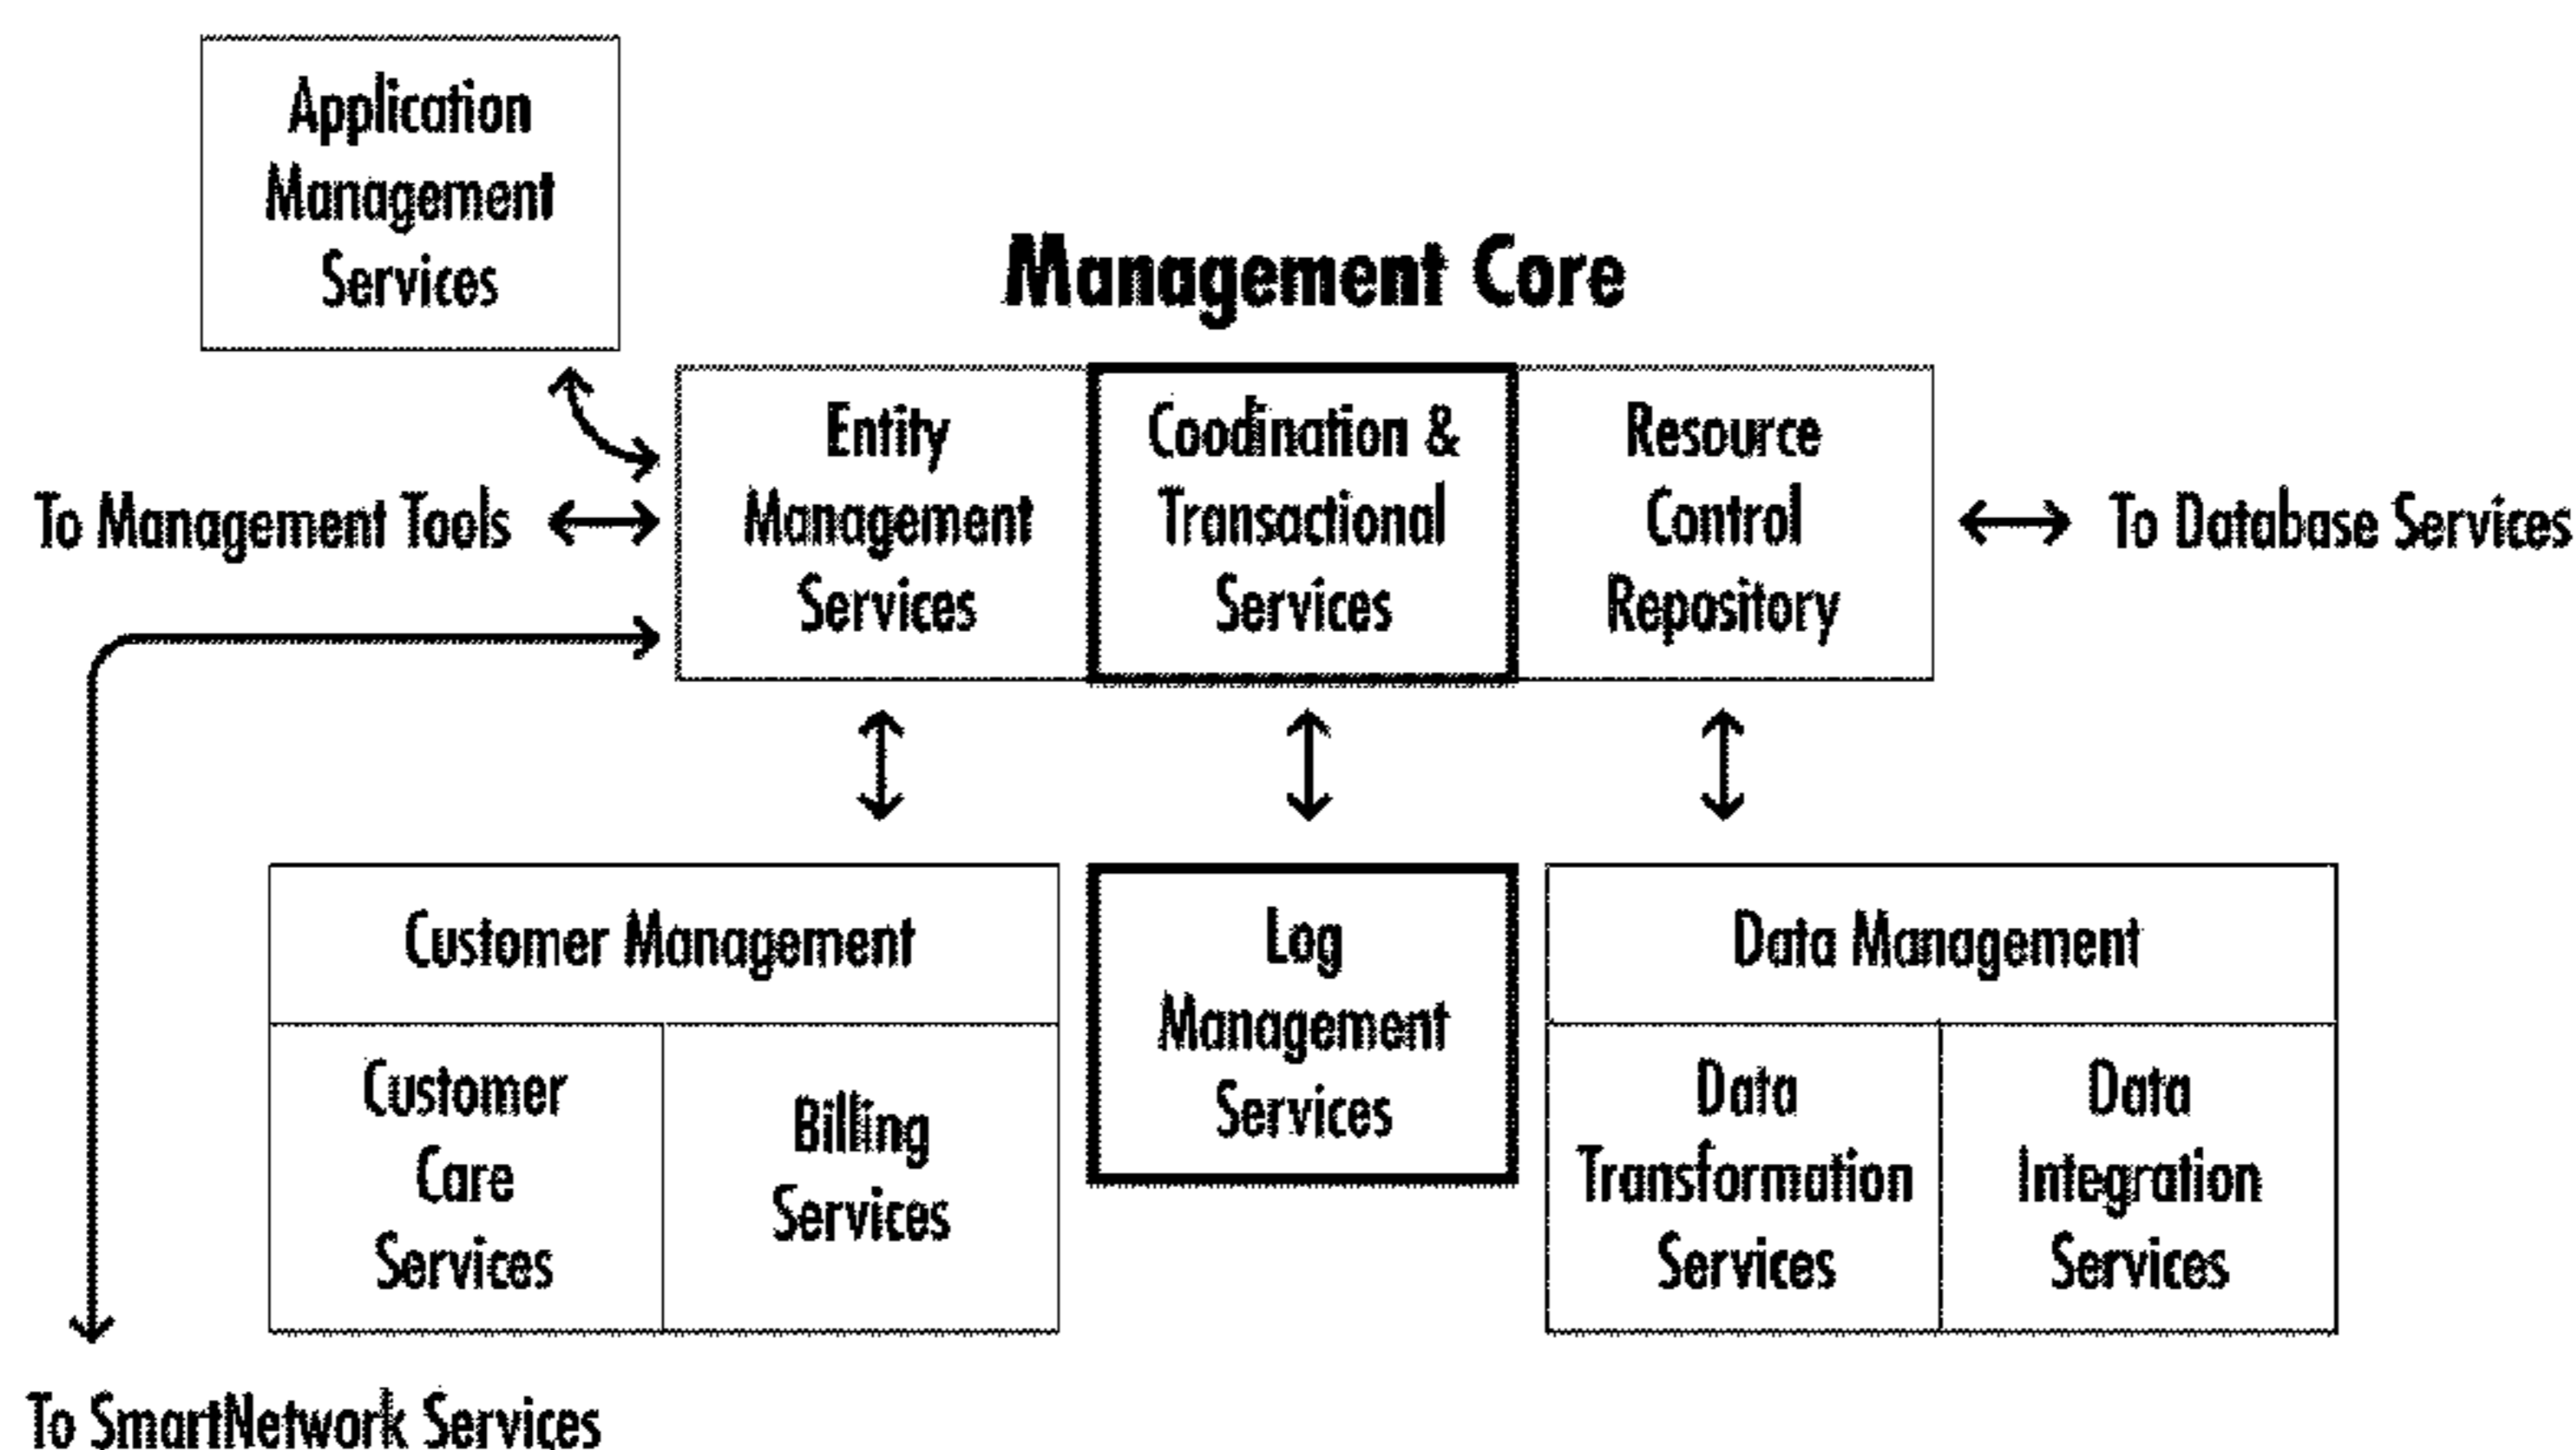 Application
Management
Services
Management Core
Entity
Management
Services
Coodination &
Transactional
Services
Resource
Control
Repository
To Management Tools
To Database Services
Customer Management
Customer
Care
Services
Billing
Services
Log
Management
Services
Data Management
Data
Transformation
Services
Data
Integration
Services
To SmartNetwork Services